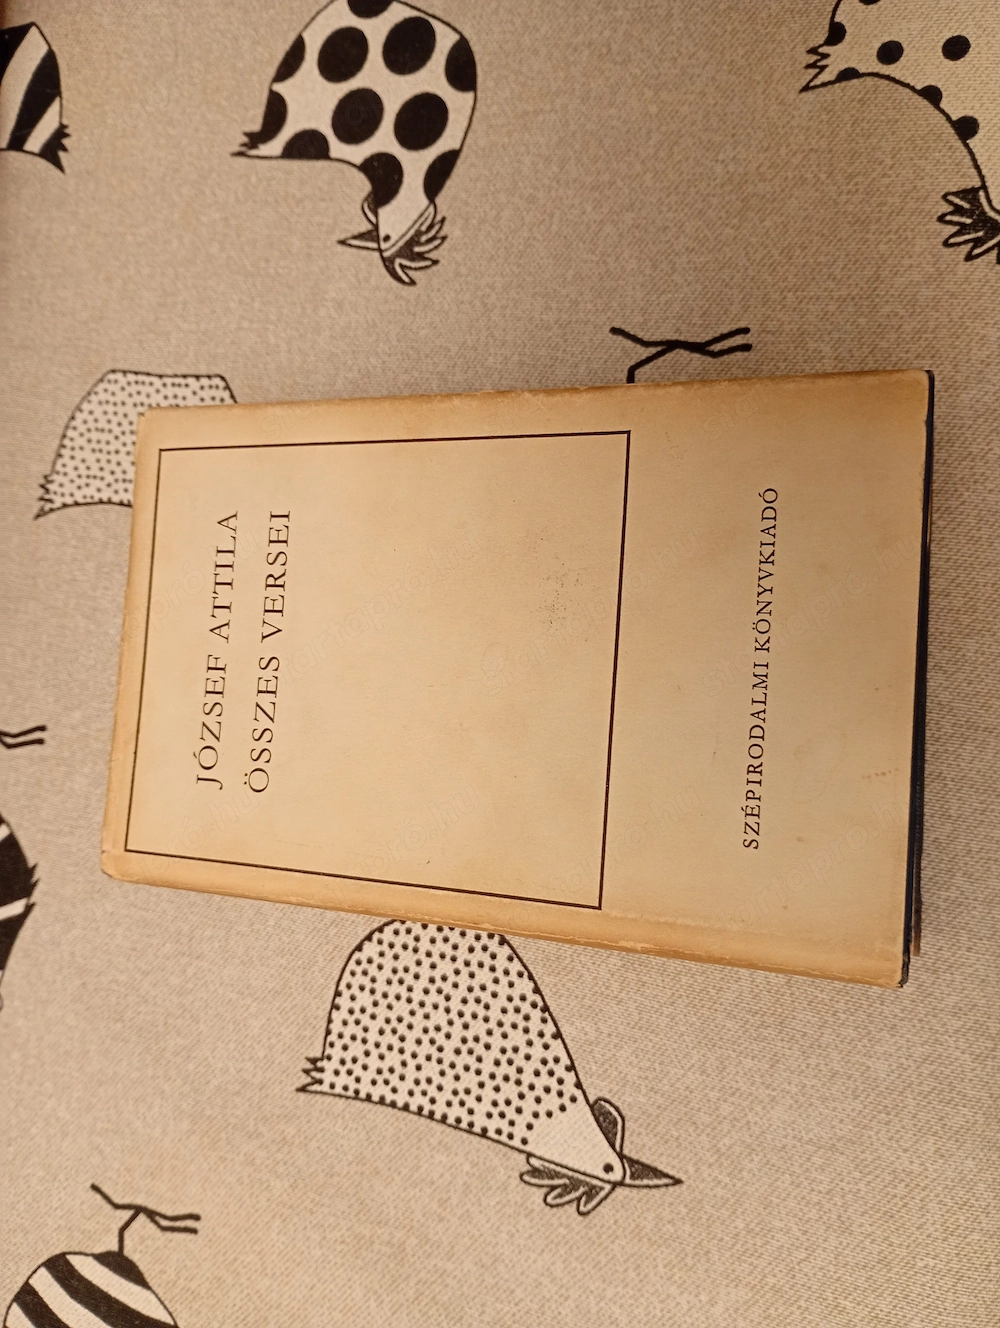 JÓZSEF ATTILA
ÖSSZES VERSEI
SZÉPIRODALMI KÖNYVKIADÓ